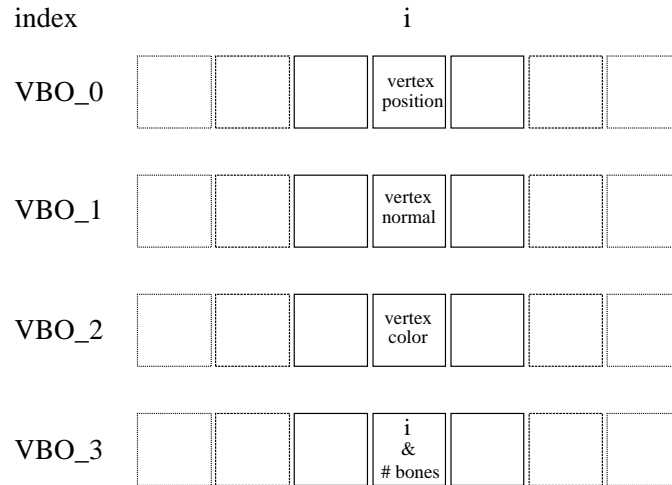 index i
VBO_0
vertex
position
VBO_1
vertex
normal
VBO_2
vertex
color
VBO_3
i
&
# bones